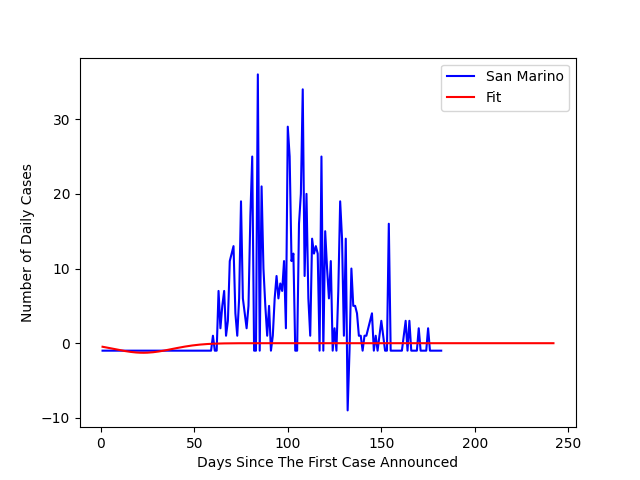 San Marino
Fit
Number of Daily Cases
30
20
10
0
−10
0 50 100 150 200 250
Days Since The First Case Announced